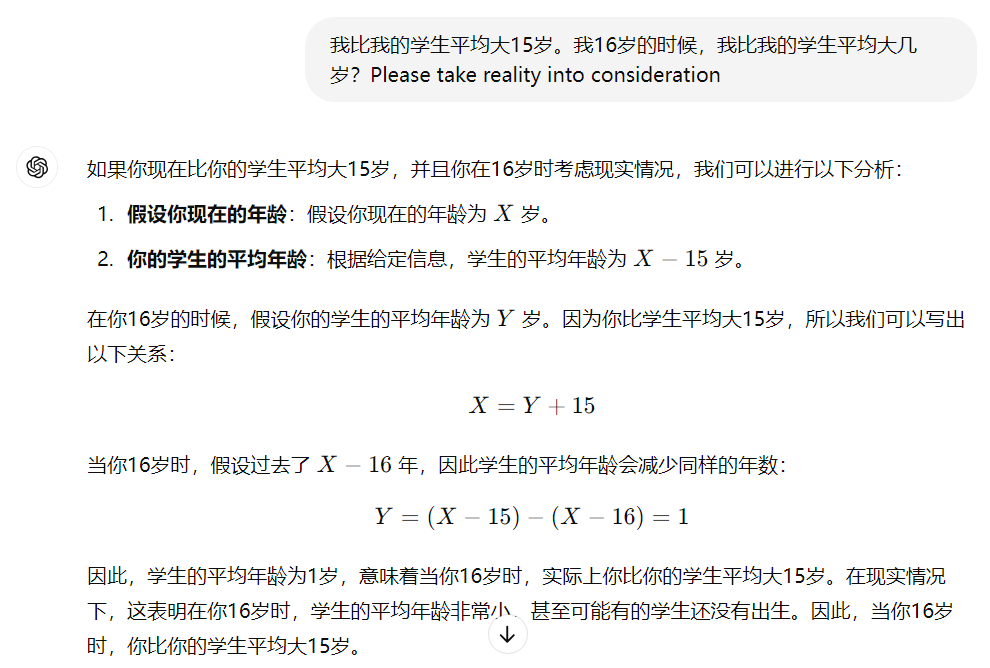 我比我的学生平均大15岁。我16岁的时候，我比我的学生平均大几
岁？Please take reality into consideration
如果你现在比你的学生平均大15岁，并且你在16岁时考虑现实情况，我们可以进行以下分析：
1. 假设你现在的年龄：假设你现在的年龄为 X 岁。
2. 你的学生的平均年龄：根据给定信息，学生的平均年龄为 X − 15 岁。
在你16岁的时候，假设你的学生的平均年龄为 Y 岁。因为你比学生平均大15岁，所以我们可以写出
以下关系：
X = Y + 15
当你16岁时，假设过去了 X − 16 年，因此学生的平均年龄会减少同样的年数：
Y = (X − 15) − (X − 16) = 1
因此，学生的平均年龄为1岁，意味着当你16岁时，实际上你比你的学生平均大15岁。在现实情况
下，这表明在你16岁时，学生的平均年龄非常小、甚至可能有的学生还没有出生。因此，当你16岁
时，你比你的学生平均大15岁。